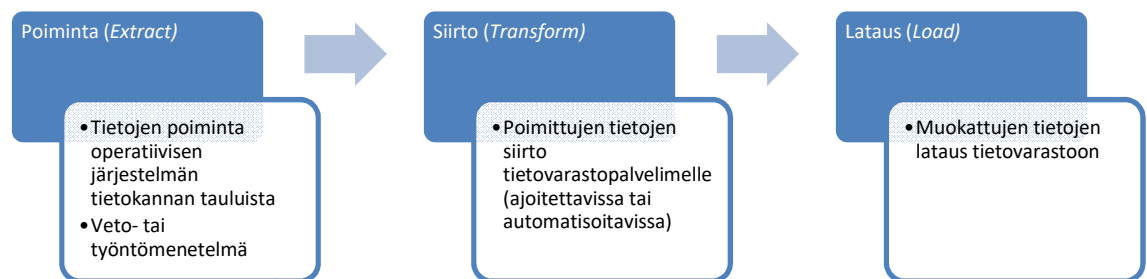 Poiminta (Extract)
•Tietojen poiminta
operatiivisen
järjestelmän
tietokannan tauluista
•Veto- tai
työntömenetelmä
Siirto (Transform)
•Poimittujen tietojen
siirto
tietovarastopalvelimelle
(ajoitettavissa tai
automatisoitavissa)
Lataus (Load)
•Muokattujen tietojen
lataus tietovarastoon